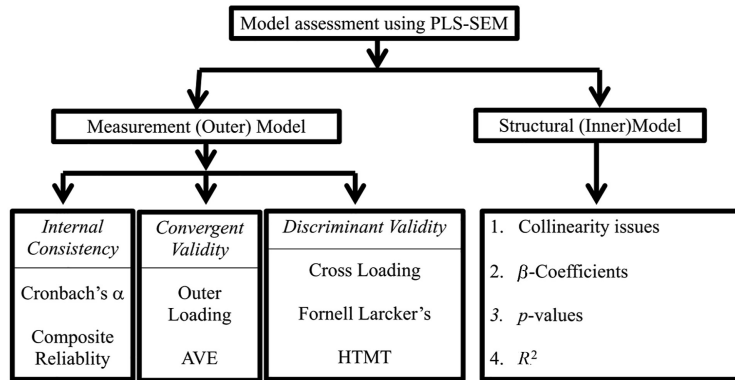 Model assessment using PLS-SEM
Measurement (Outer) Model
Structural (Inner)Model
Internal
Consistency
Cronbach's α
Composite
Reliablity
Convergent
Validity
Outer
Loading
AVE
Discriminant Validity
Cross Loading
Fornell Larcker's
HTMT
1. Collinearity issues
2. β-Coefficients
3. p-values
4. R²